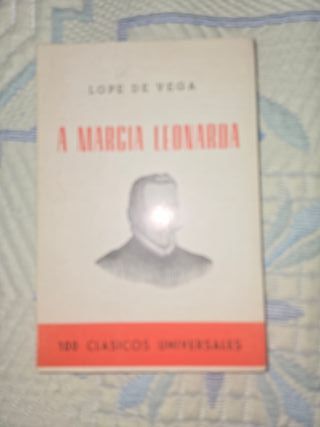 LOPE DE VEGA
A MARCIA LEONARDA
100 CLASICOS UNIVERSALES